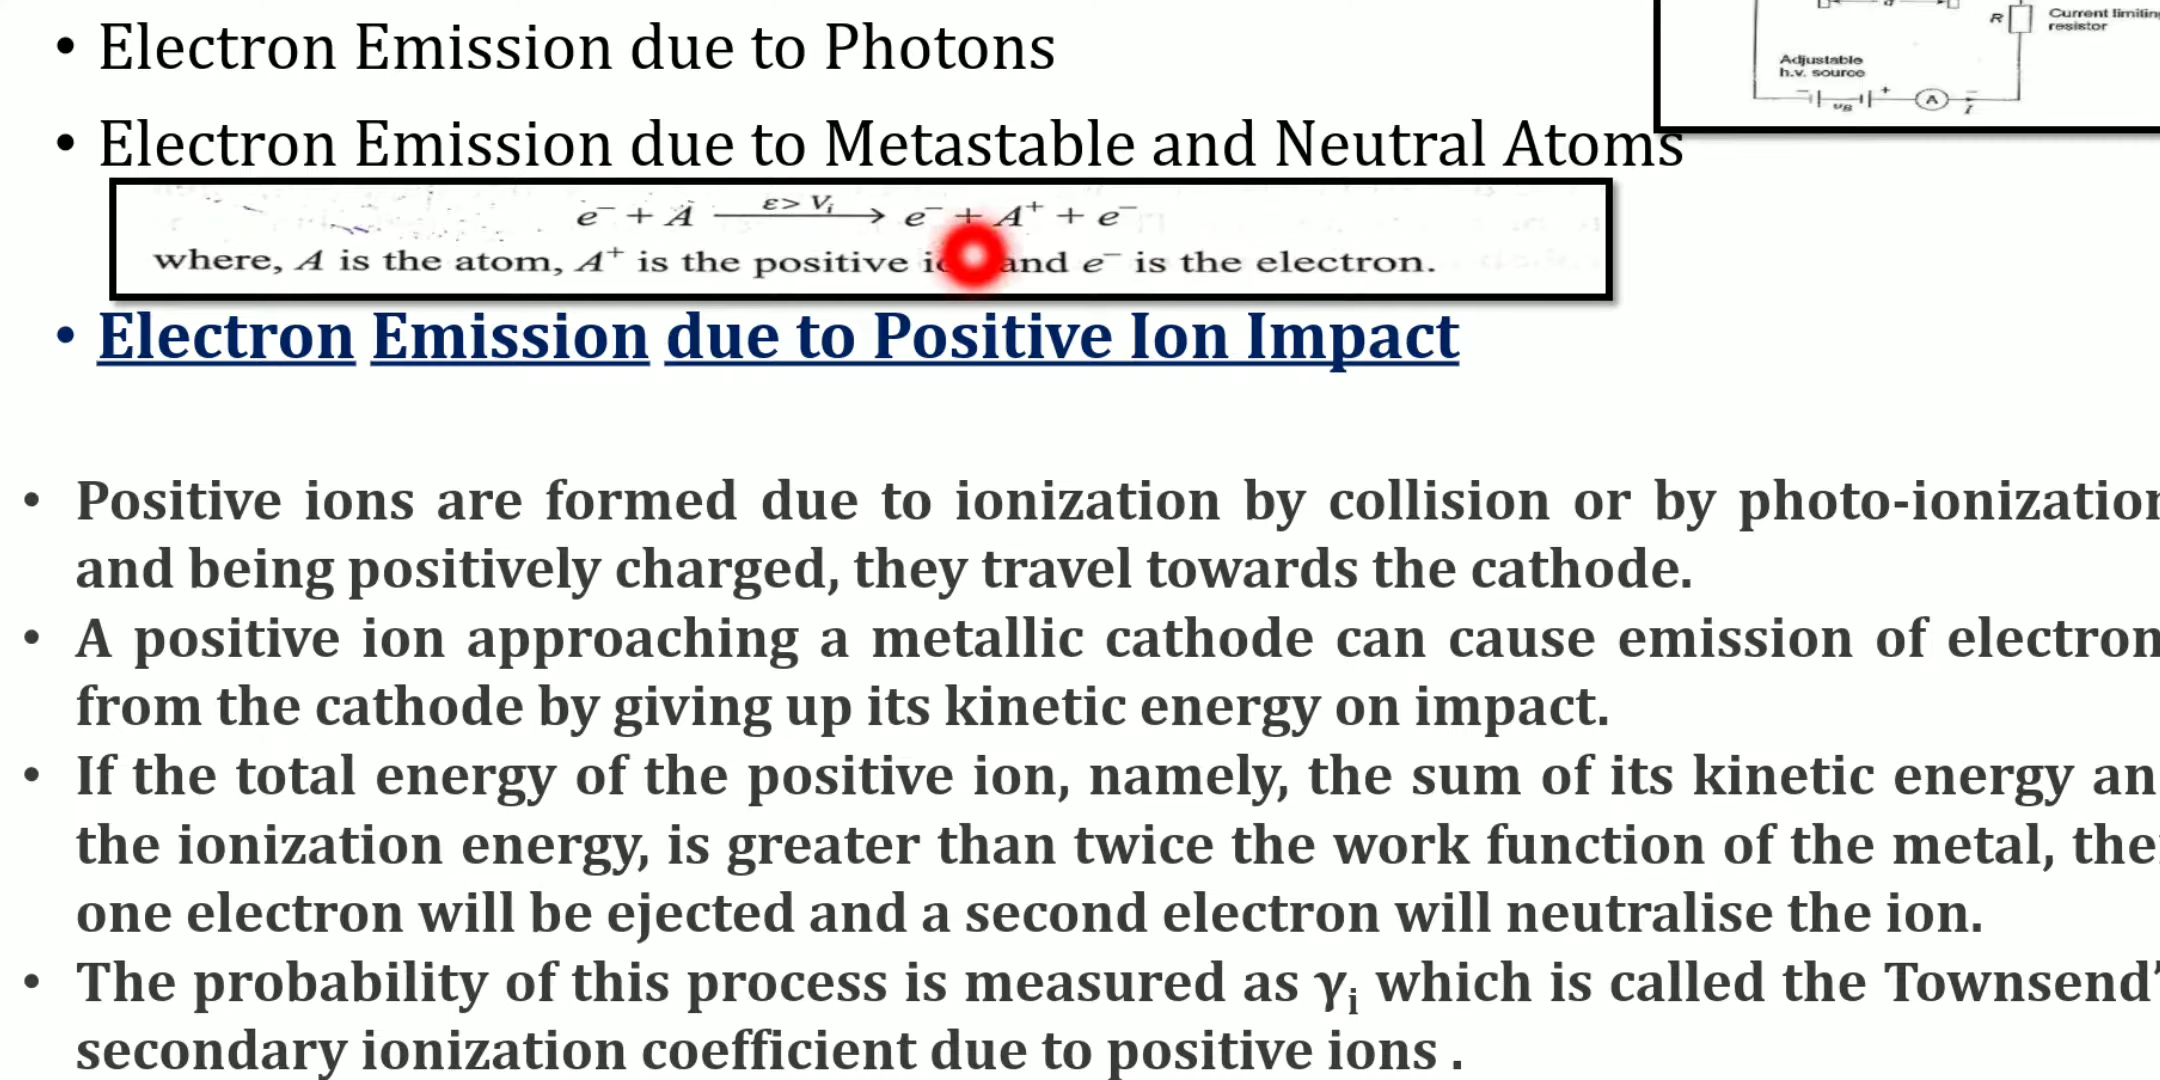 • Electron Emission due to Photons
• Electron Emission due to Metastable and Neutral Atoms
R Current limitin
resistor
Adjustable
h.v. source
− + A −
I
e⁻ + A ε> Vᵢ → e⁻ + A⁺ + e⁻
where, A is the atom, A⁺ is the positive and e⁻ is the electron.
• Electron Emission due to Positive Ion Impact
• Positive ions are formed due to ionization by collision or by photo-ionization
and being positively charged, they travel towards the cathode.
• A positive ion approaching a metallic cathode can cause emission of electron
from the cathode by giving up its kinetic energy on impact.
• If the total energy of the positive ion, namely, the sum of its kinetic energy an
the ionization energy, is greater than twice the work function of the metal, the
one electron will be ejected and a second electron will neutralise the ion.
• The probability of this process is measured as γᵢ which is called the Townsend'
secondary ionization coefficient due to positive ions .